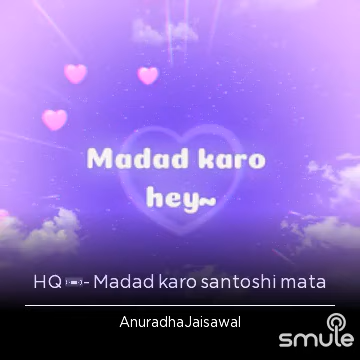 Madad karo
hey~
HQ - Madad karo santoshi mata
AnuradhaJaisawal
smule